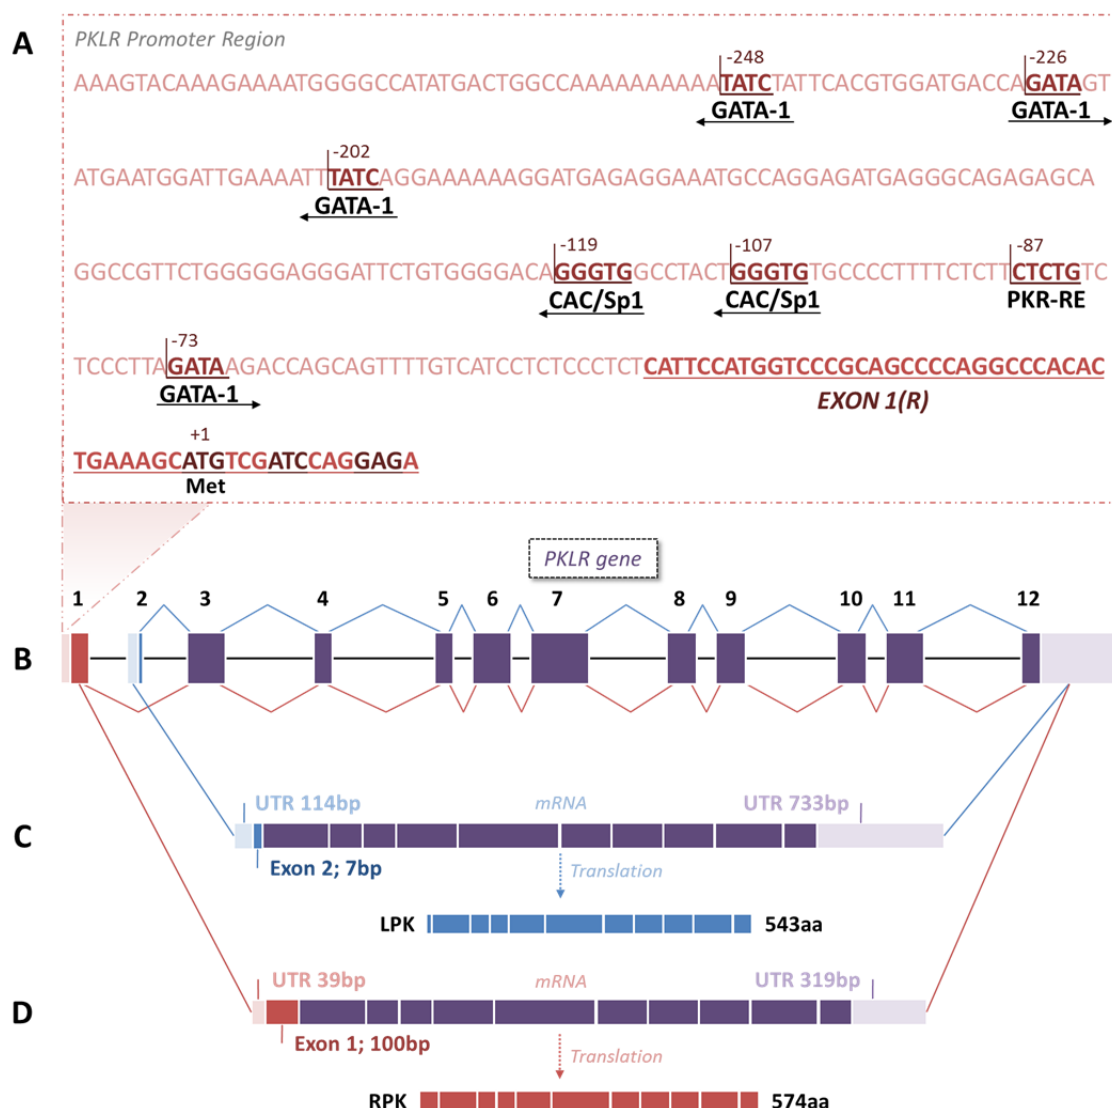 A
PKLR Promoter Region
-248
-226
AAAGTACAAAGAAAATGGGGCCATATGACTGGCCAAAAAAAAAATATCTATTCACGTGGATGACCAGATAGT
GATA-1
GATA-1
-202
ATGAATGGATTGAAAATTTATCAGGAAAAAAGGATGAGAGGAAATGCCAGGAGATGAGGGCAGAGAGCA
GATA-1
-119
-107
-87
GGCCGTTCTGGGGGAGGGATTCTGTGGGGACAGGGTGGCCTACTGGGTGTGCCCCTTTTCTCTTCTCTGTC
CAC/Sp1
CAC/Sp1
PKR-RE
-73
TCCCTTAGATAAGACCAGCAGTTTTGTCATCCTCTCCCTCTCATTCCATGGTCCCGCAGCCCCAGGCCCACAC
GATA-1
EXON 1(R)
+1
TGAAAGCATGTCGATCCAGGAGA
Met
PKLR gene
1 2 3 4 5 6 7 8 9 10 11 12
B
UTR 114bp
mRNA
UTR 733bp
C
Exon 2; 7bp
Translation
LPK
543aa
UTR 39bp
mRNA
UTR 319bp
D
Exon 1; 100bp
Translation
RPK
574aa